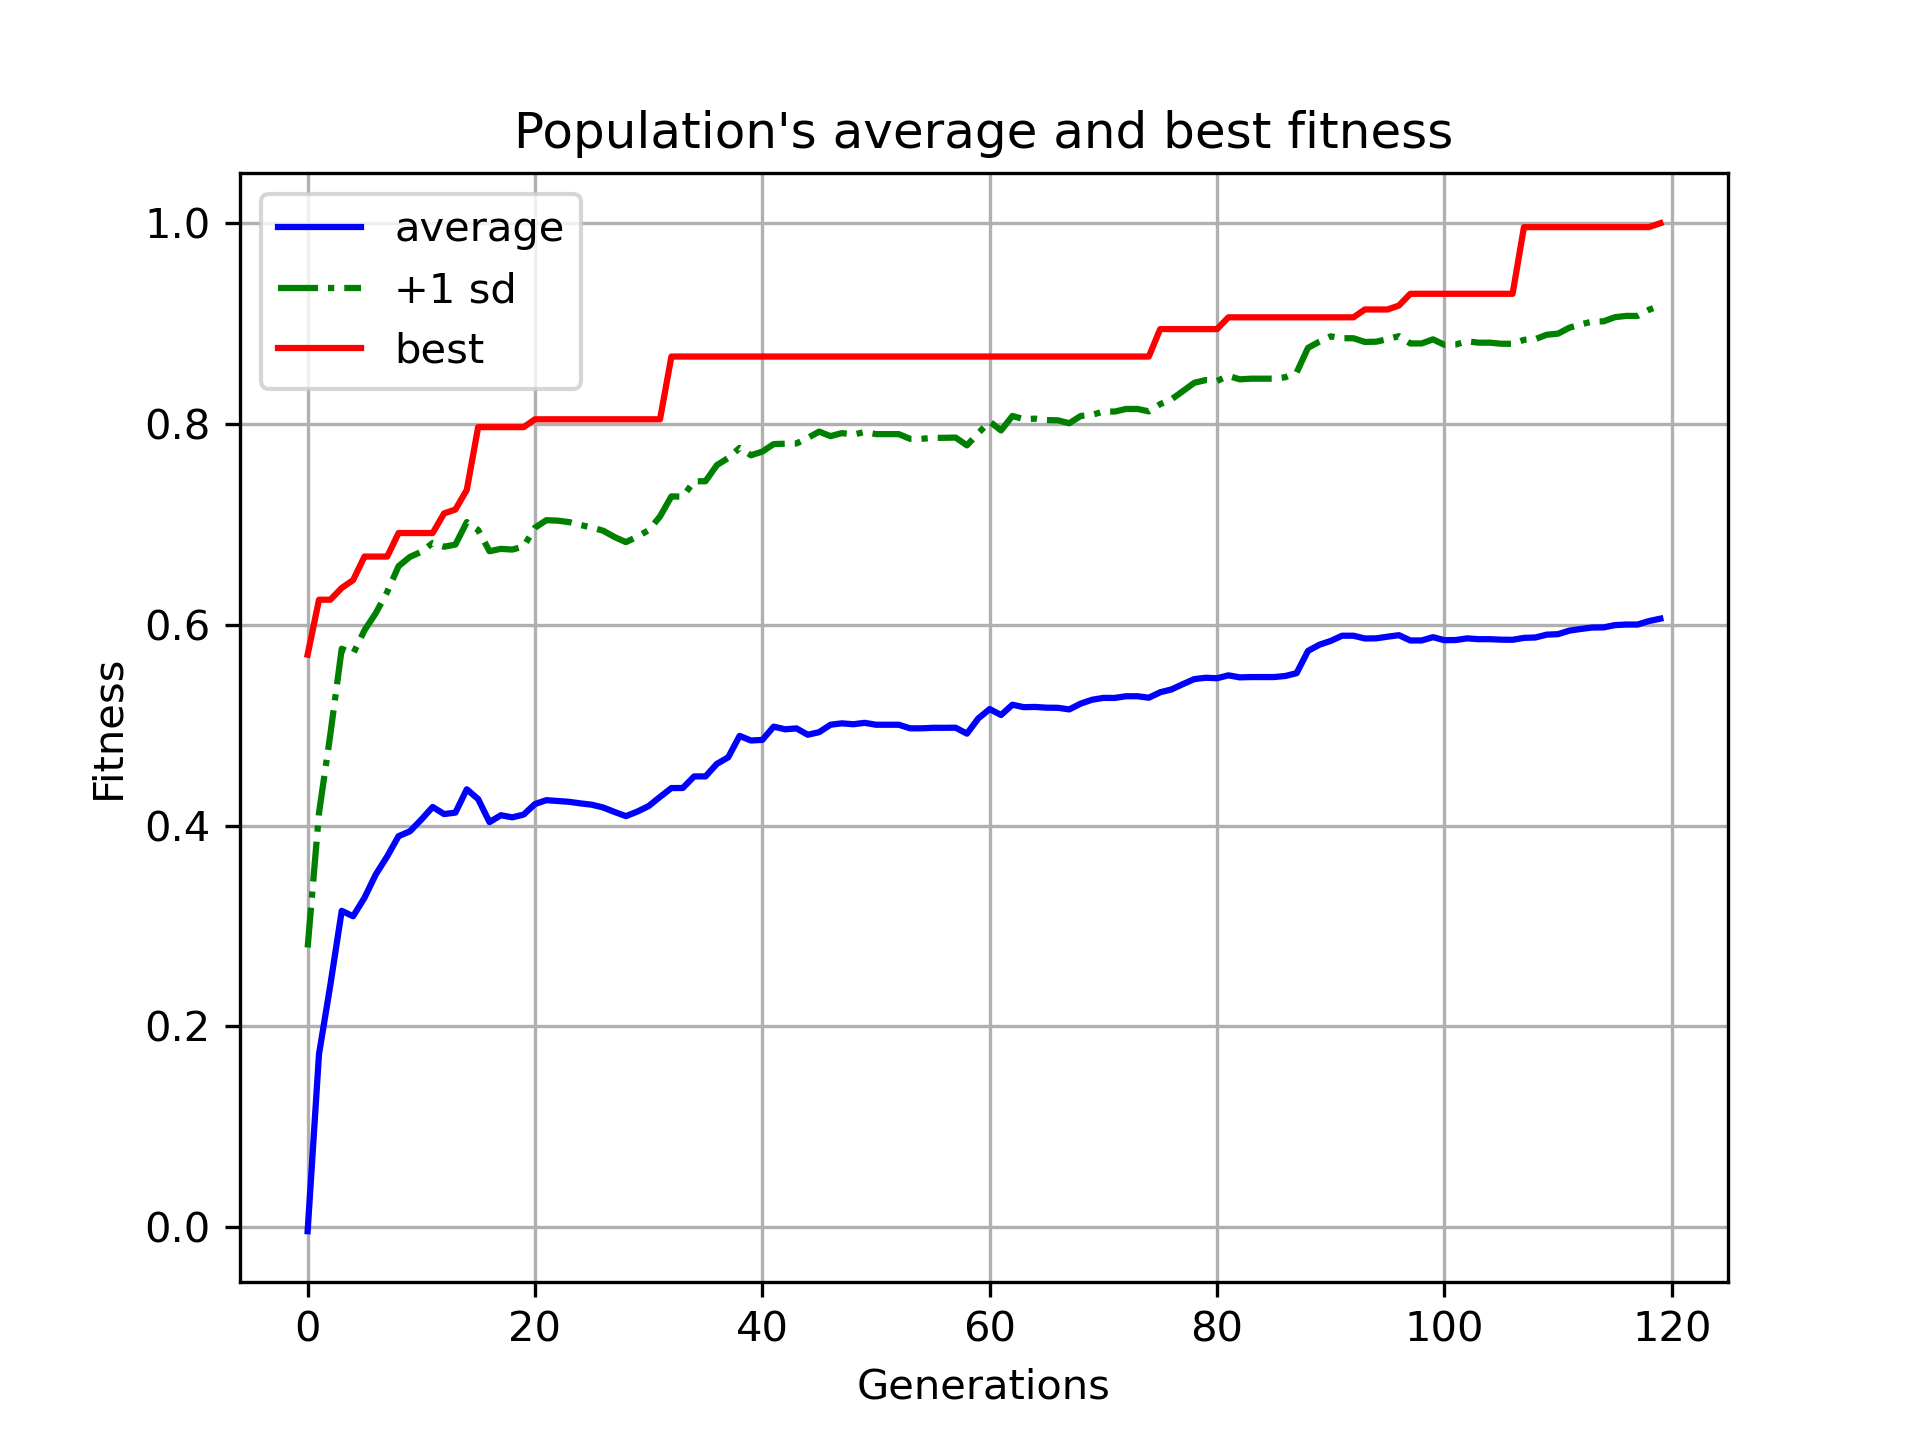 Population's average and best fitness
average
+1 sd
best
1.0
0.8
0.6
0.4
0.2
0.0
Fitness
0 20 40 60 80 100 120
Generations